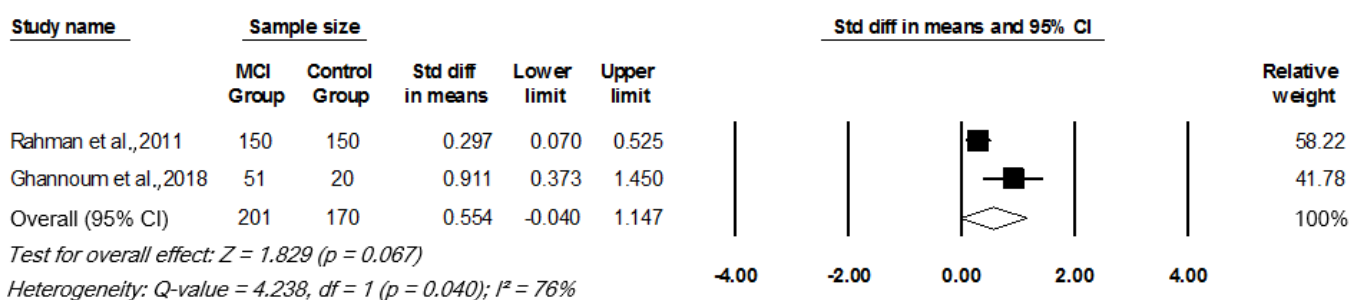 Study name Sample size Std diff in means and 95% CI
MCI Group Control Group Std diff in means Lower limit Upper limit Relative weight
Rahman et al.,2011 150 150 0.297 0.070 0.525 58.22
Ghannoum et al.,2018 51 20 0.911 0.373 1.450 41.78
Overall (95% CI) 201 170 0.554 -0.040 1.147 100%
Test for overall effect: Z = 1.829 (p = 0.067)
-4.00 -2.00 0.00 2.00 4.00
Heterogeneity: Q-value = 4.238, df = 1 (p = 0.040); I² = 76%